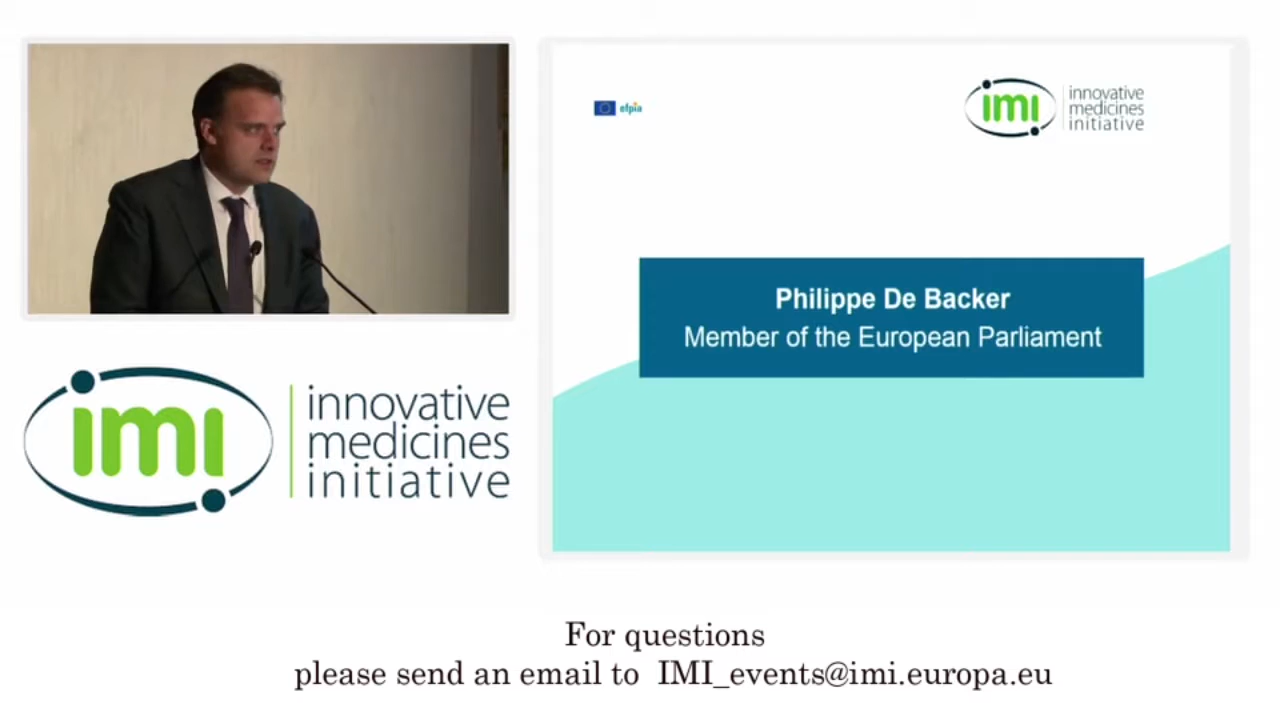 efpia
imi
innovative
medicines
initiative
Philippe De Backer
Member of the European Parliament
imi
innovative
medicines
initiative
For questions
please send an email to IMI_events@imi.europa.eu